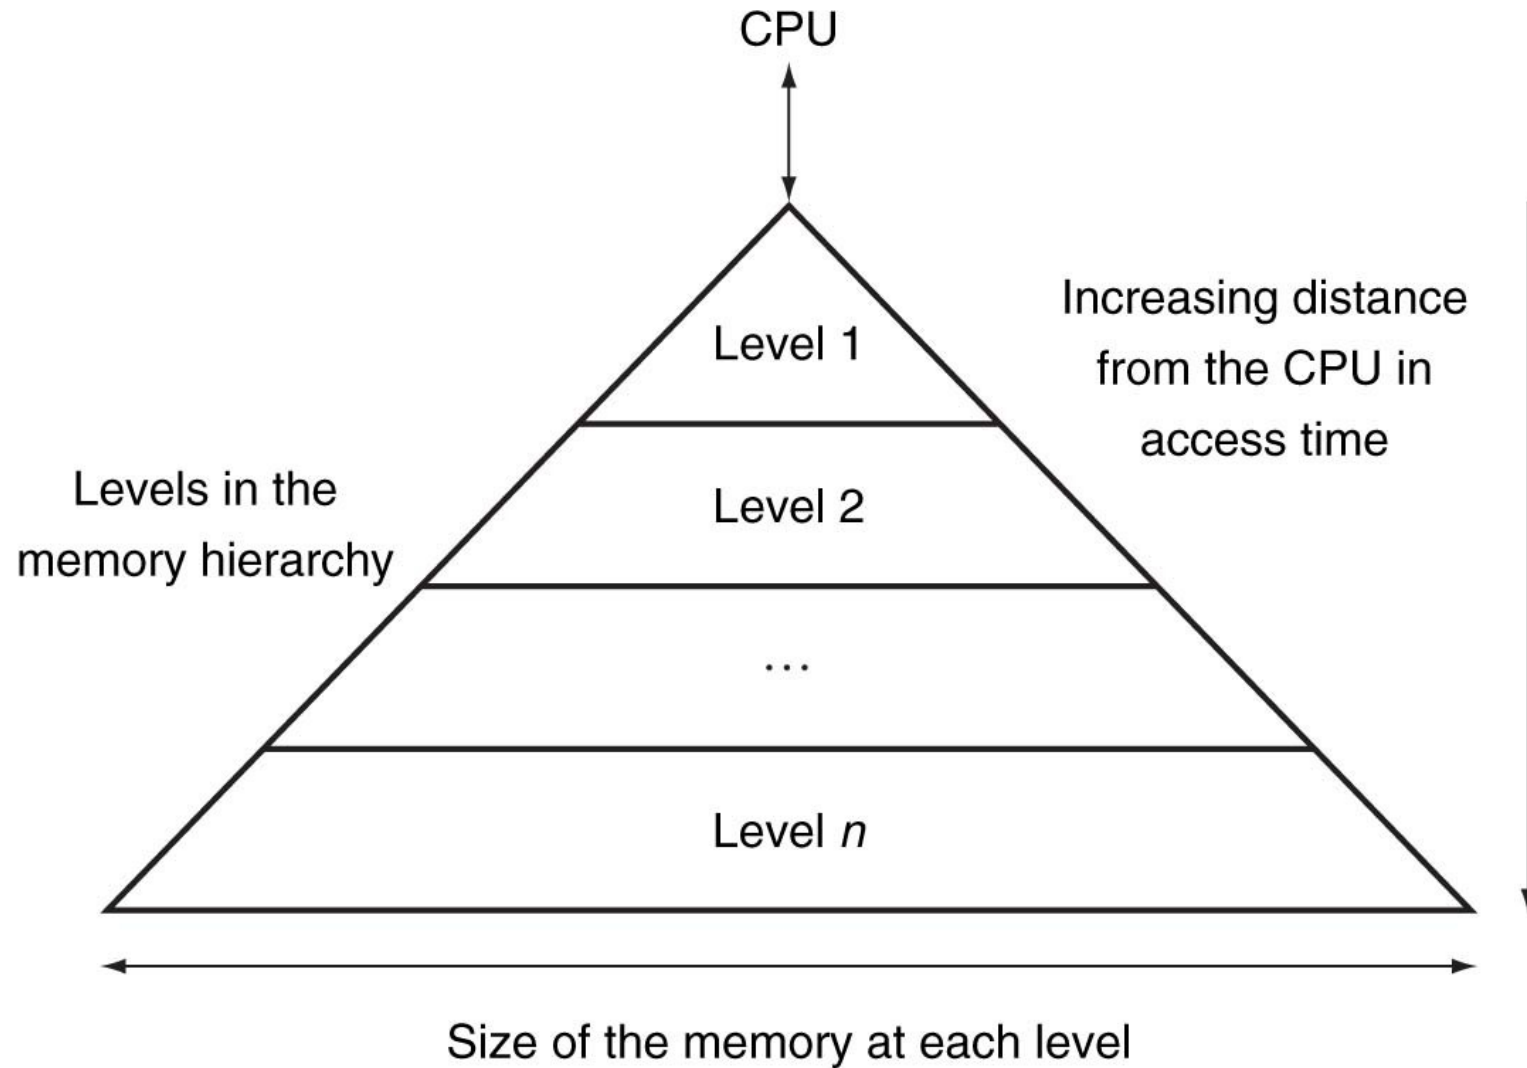 CPU
Level 1
Increasing distance
from the CPU in
access time
Levels in the
memory hierarchy
Level 2
...
Level n
Size of the memory at each level